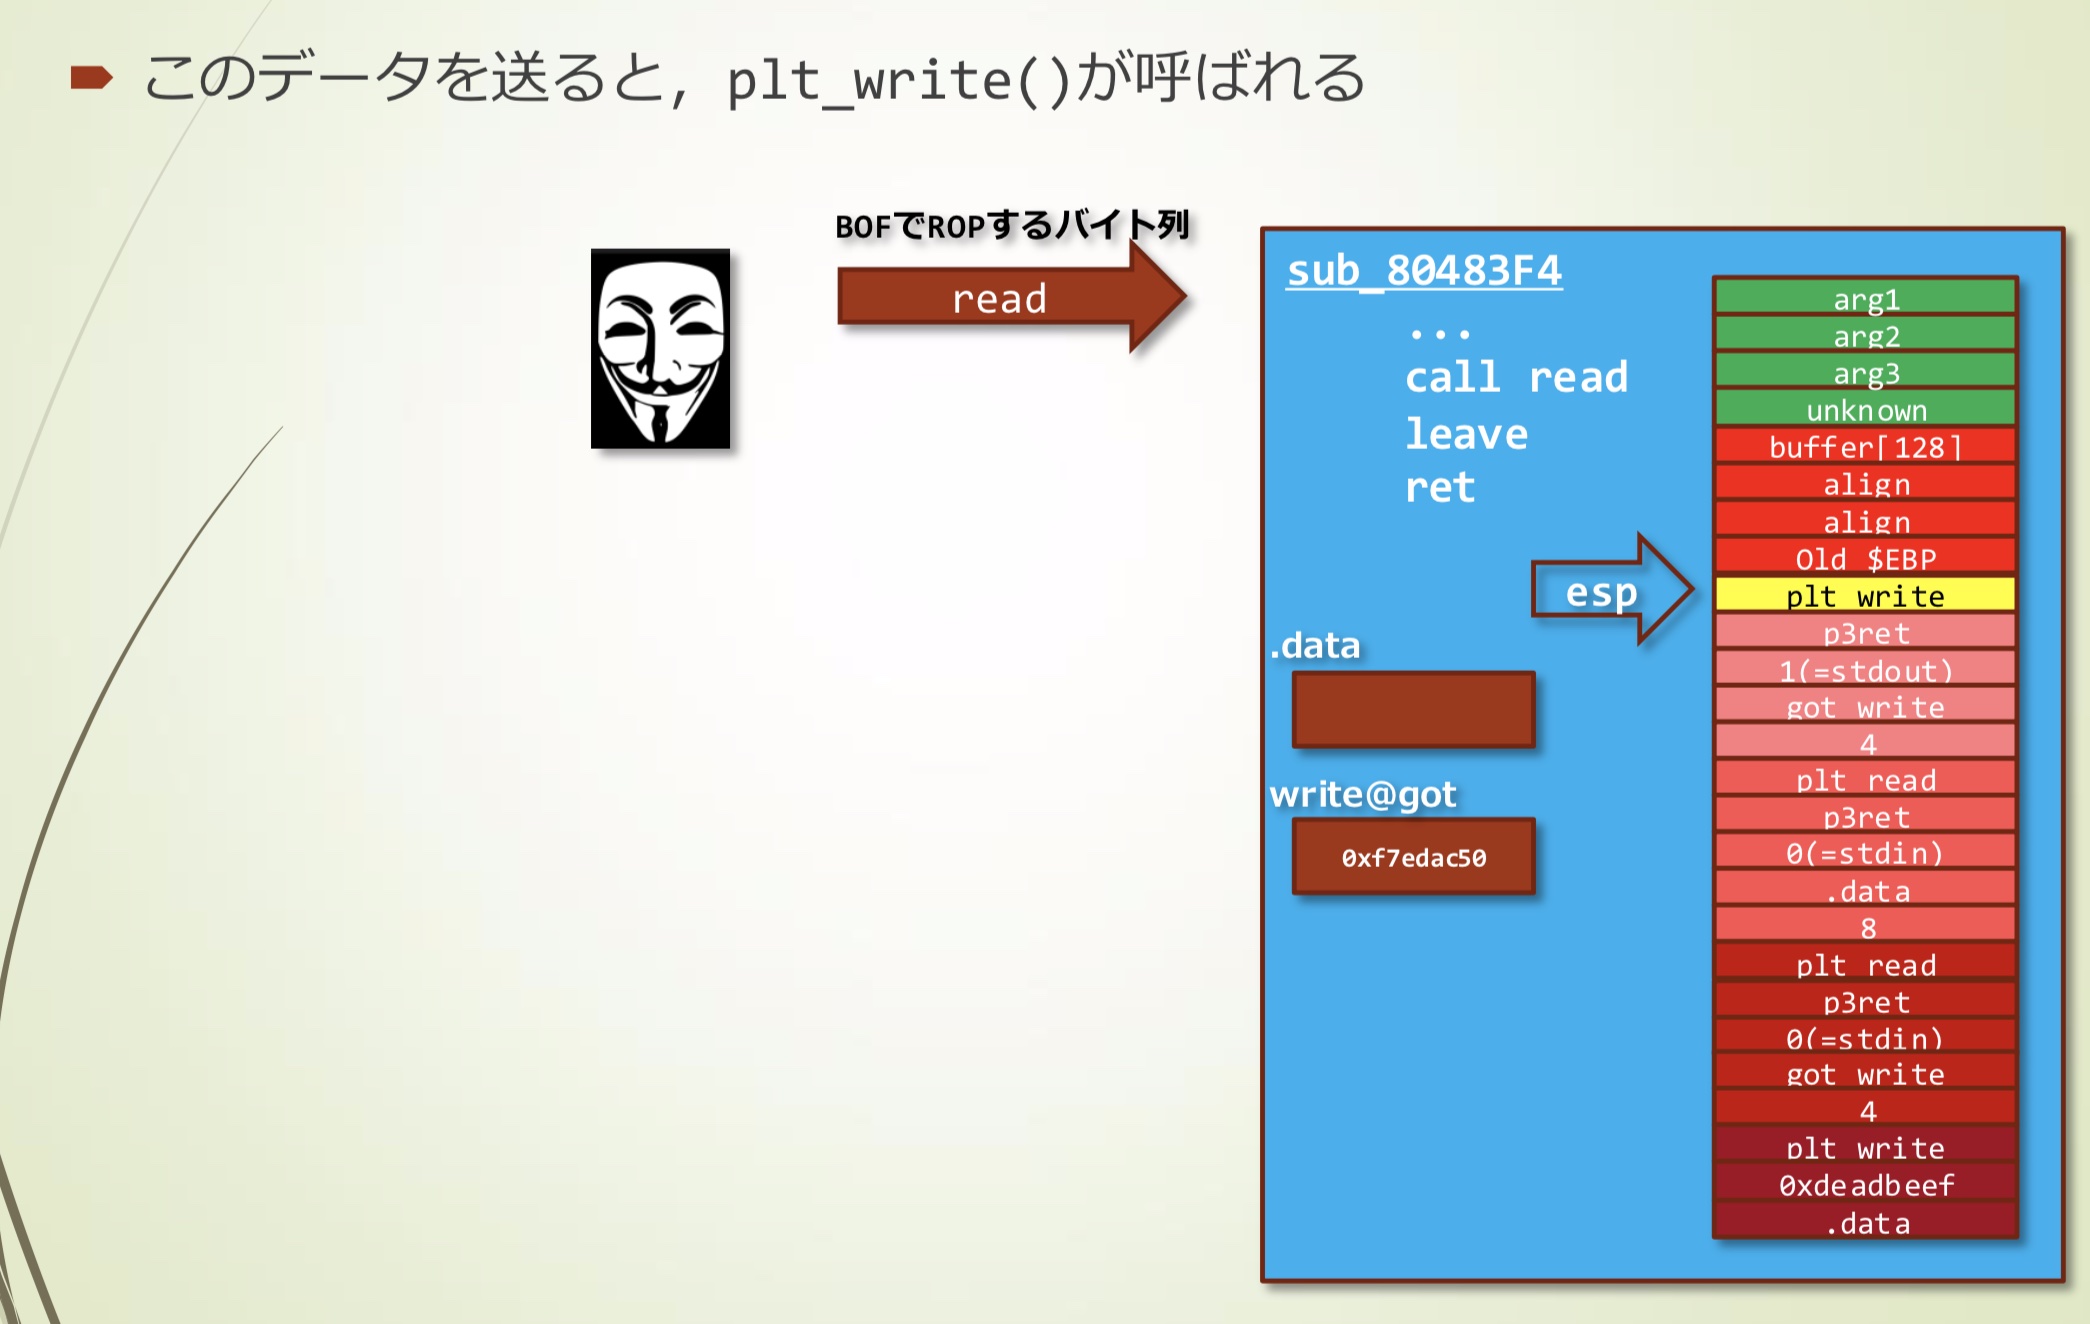 このデータを送ると, plt_write()が呼ばれる
BOFでROPするバイト列
read
sub_80483F4
...
call read
leave
ret
esp
.data
write@got
0xf7edac50
arg1
arg2
arg3
unknown
buffer[128]
align
align
Old $EBP
plt write
p3ret
1(=stdout)
got write
4
plt read
p3ret
0(=stdin)
.data
8
plt read
p3ret
0(=stdin)
got write
4
plt write
0xdeadbeef
.data